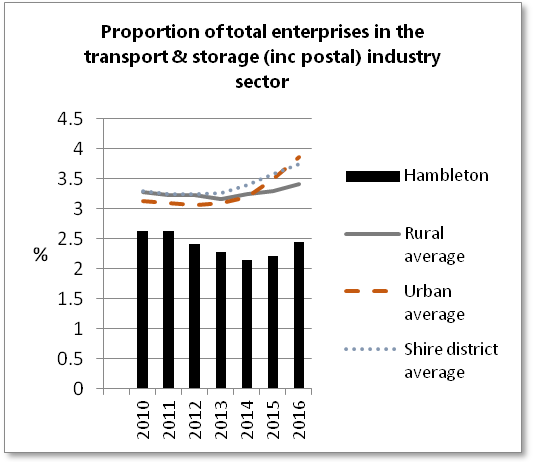 Proportion of total enterprises in the
transport & storage (inc postal) industry
sector
4.5
4
3.5
3
2.5
2
1.5
1
0.5
0
%
2010
2011
2012
2013
2014
2015
2016
Hambleton
Rural
average
Urban
average
Shire district
average